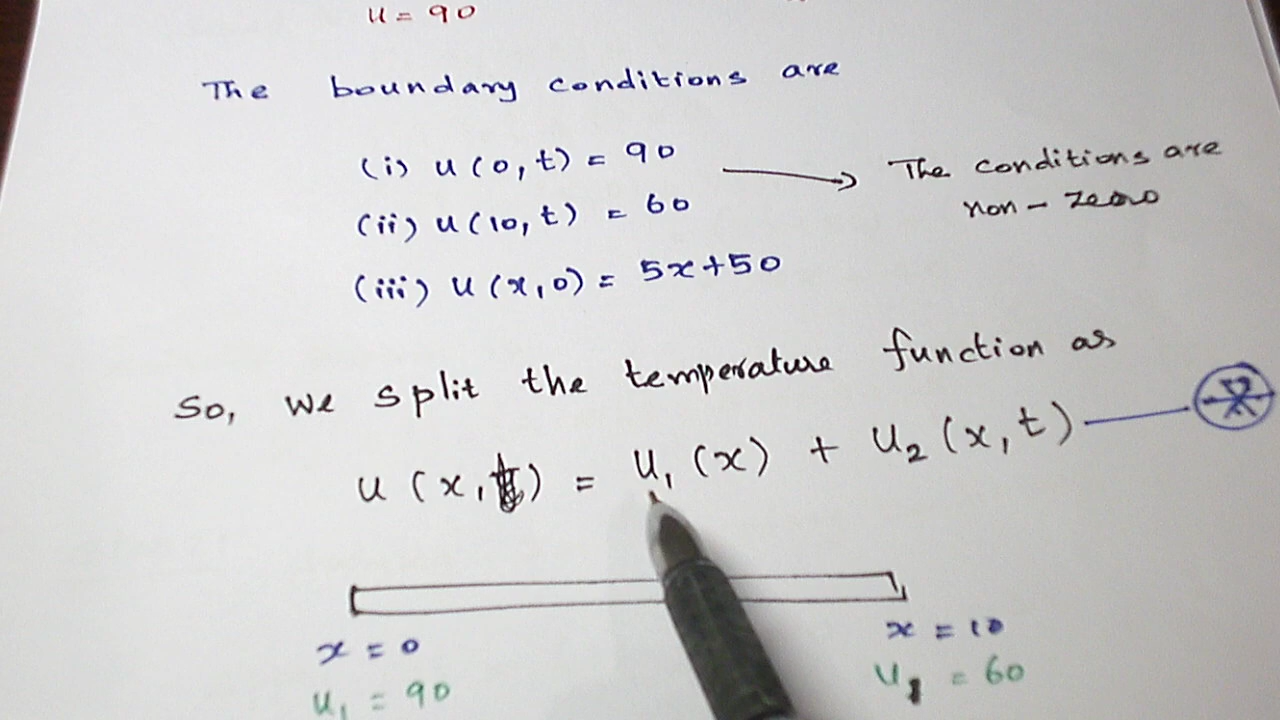 u = 90
The boundary conditions are
(i) u(0,t) = 90
(ii) u(10,t) = 60
(iii) u(x,0) = 5x+50
The conditions are
non-zero
So, we split the temperature function as
u(x,t) = u₁(x) + u₂(x,t)
x = 0
x = 10
u₁ = 90
u₁ = 60